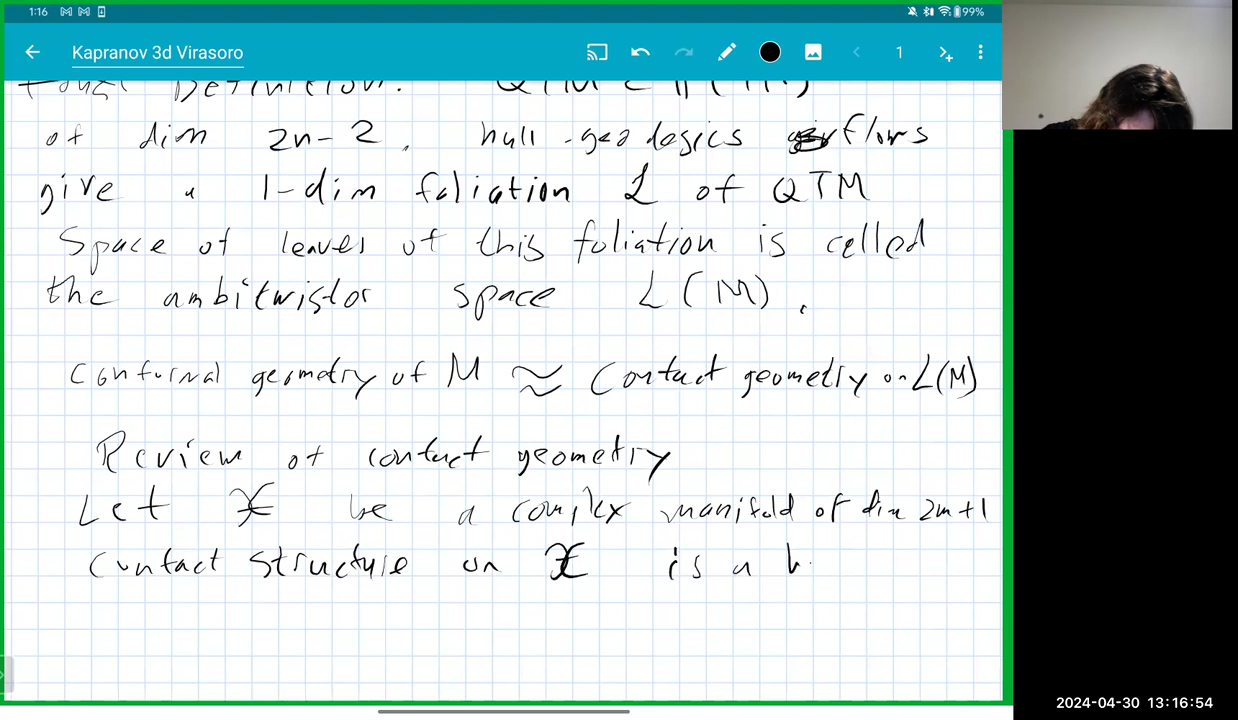 1:16 99%
Kapranov 3d Virasoro
1
of dim 2n-2. null-geodesics flows
give a 1-dim foliation L of QTM
Space of leaves of this foliation is called
the ambitwistor space L(M).
Conformal geometry of M ≈ Contact geometry on L(M)
Review of contact geometry
Let X be a complex manifold of dim 2m+1
Contact structure on X is a
2024-04-30 13:16:54